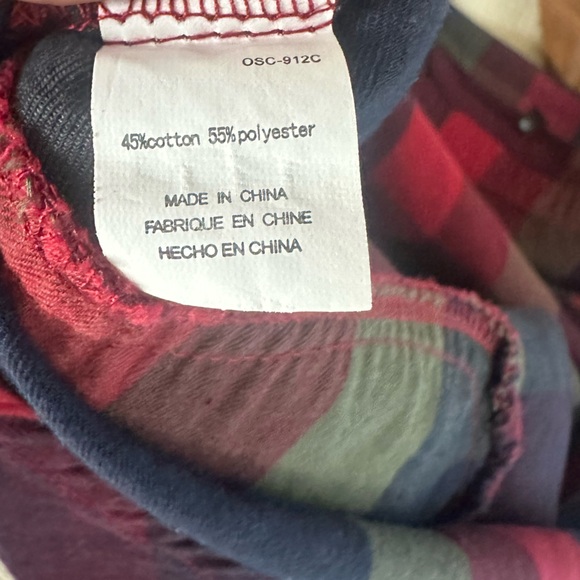 OSC-912C
45%cotton 55%polyester
MADE IN CHINA
FABRIQUE EN CHINE
HECHO EN CHINA